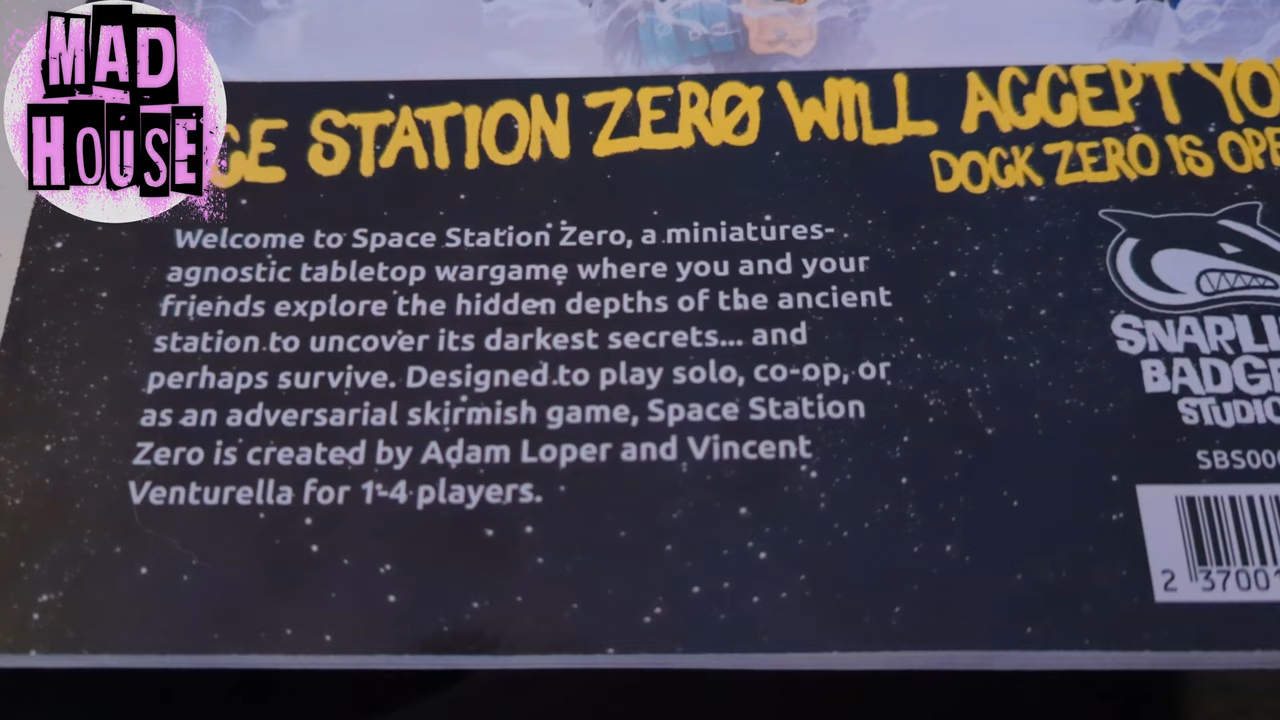 MAD
HOUSE
STATION ZERØ WILL ACCEPT
DOCK ZERO IS
Welcome to Space Station Zero, a miniatures-
agnostic tabletop wargame where you and your
friends explore the hidden depths of the ancient
station to uncover its darkest secrets... and
perhaps survive. Designed to play solo, co-op, or
as an adversarial skirmish game, Space Station
Zero is created by Adam Loper and Vincent
Venturella for 1-4 players.